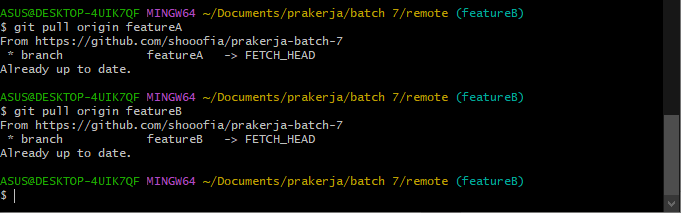 ASUS@DESKTOP-4UIK7QF MINGW64 ~/Documents/prakerja/batch 7/remote (featureB)
$ git pull origin featureA
From https://github.com/shooofia/prakerja-batch-7
 * branch            featureA   -> FETCH_HEAD
Already up to date.

ASUS@DESKTOP-4UIK7QF MINGW64 ~/Documents/prakerja/batch 7/remote (featureB)
$ git pull origin featureB
From https://github.com/shooofia/prakerja-batch-7
 * branch            featureB   -> FETCH_HEAD
Already up to date.

ASUS@DESKTOP-4UIK7QF MINGW64 ~/Documents/prakerja/batch 7/remote (featureB)
$